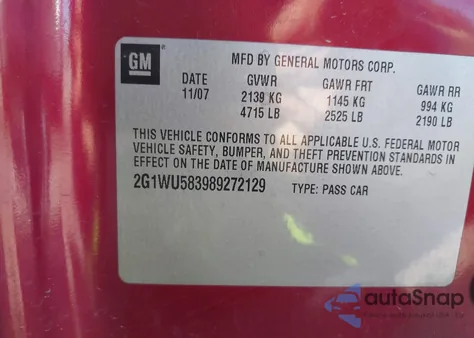 GM
MFD BY GENERAL MOTORS CORP.
DATE GVWR GAWR FRT GAWR RR
11/07 2139 KG 1145 KG 994 KG
4715 LB 2525 LB 2190 LB
THIS VEHICLE CONFORMS TO ALL APPLICABLE U.S. FEDERAL MOTOR
VEHICLE SAFETY, BUMPER, AND THEFT PREVENTION STANDARDS IN
EFFECT ON THE DATE OF MANUFACTURE SHOWN ABOVE.
2G1WU583989272129 TYPE: PASS CAR
autaSnap